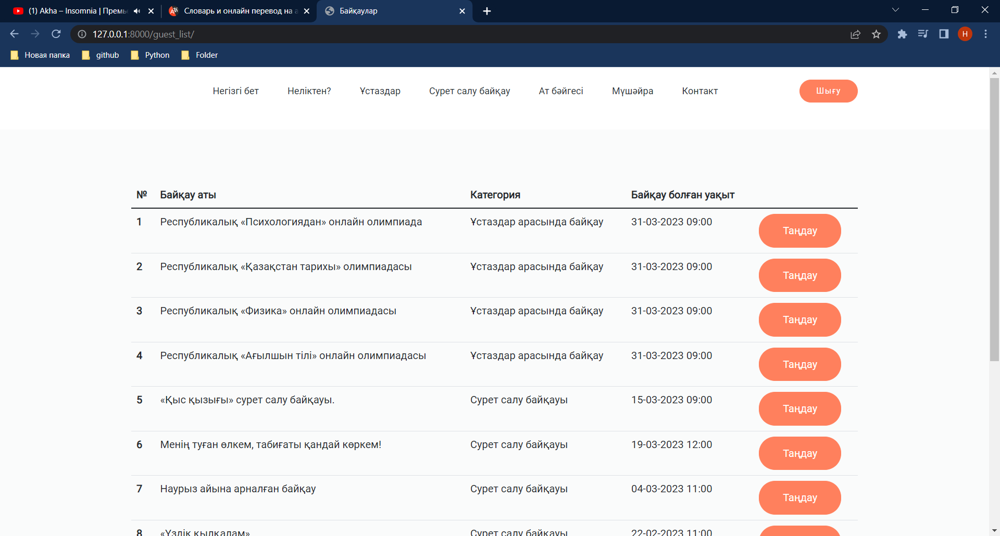 (1) Akha – Insomnia | Премье
Словарь и онлайн перевод на а
Байқаулар
127.0.0.1:8000/guest_list/
H
Новая папка github Python Folder
Негізгі бет Неліктен? Ұстаздар Сурет салу байқау Ат бәйгесі Мүшәйра Контакт Шығу
№ Байқау аты Категория Байқау болған уақыт
1 Республикалық «Психологиядан» онлайн олимпиада Ұстаздар арасында байқау 31-03-2023 09:00 Таңдау
2 Республикалық «Қазақстан тарихы» олимпиадасы Ұстаздар арасында байқау 31-03-2023 09:00 Таңдау
3 Республикалық «Физика» онлайн олимпиадасы Ұстаздар арасында байқау 31-03-2023 09:00 Таңдау
4 Республикалық «Ағылшын тілі» онлайн олимпиадасы Ұстаздар арасында байқау 31-03-2023 09:00 Таңдау
5 «Қыс қызығы» сурет салу байқауы. Сурет салу байқауы 15-03-2023 09:00 Таңдау
6 Менің туған өлкем, табиғаты қандай көркем! Сурет салу байқауы 19-03-2023 12:00 Таңдау
7 Наурыз айына арналған байқау Сурет салу байқауы 04-03-2023 11:00 Таңдау
8 «Үздік қылқалам» Сурет салу байқауы 22-02-2023 11:00